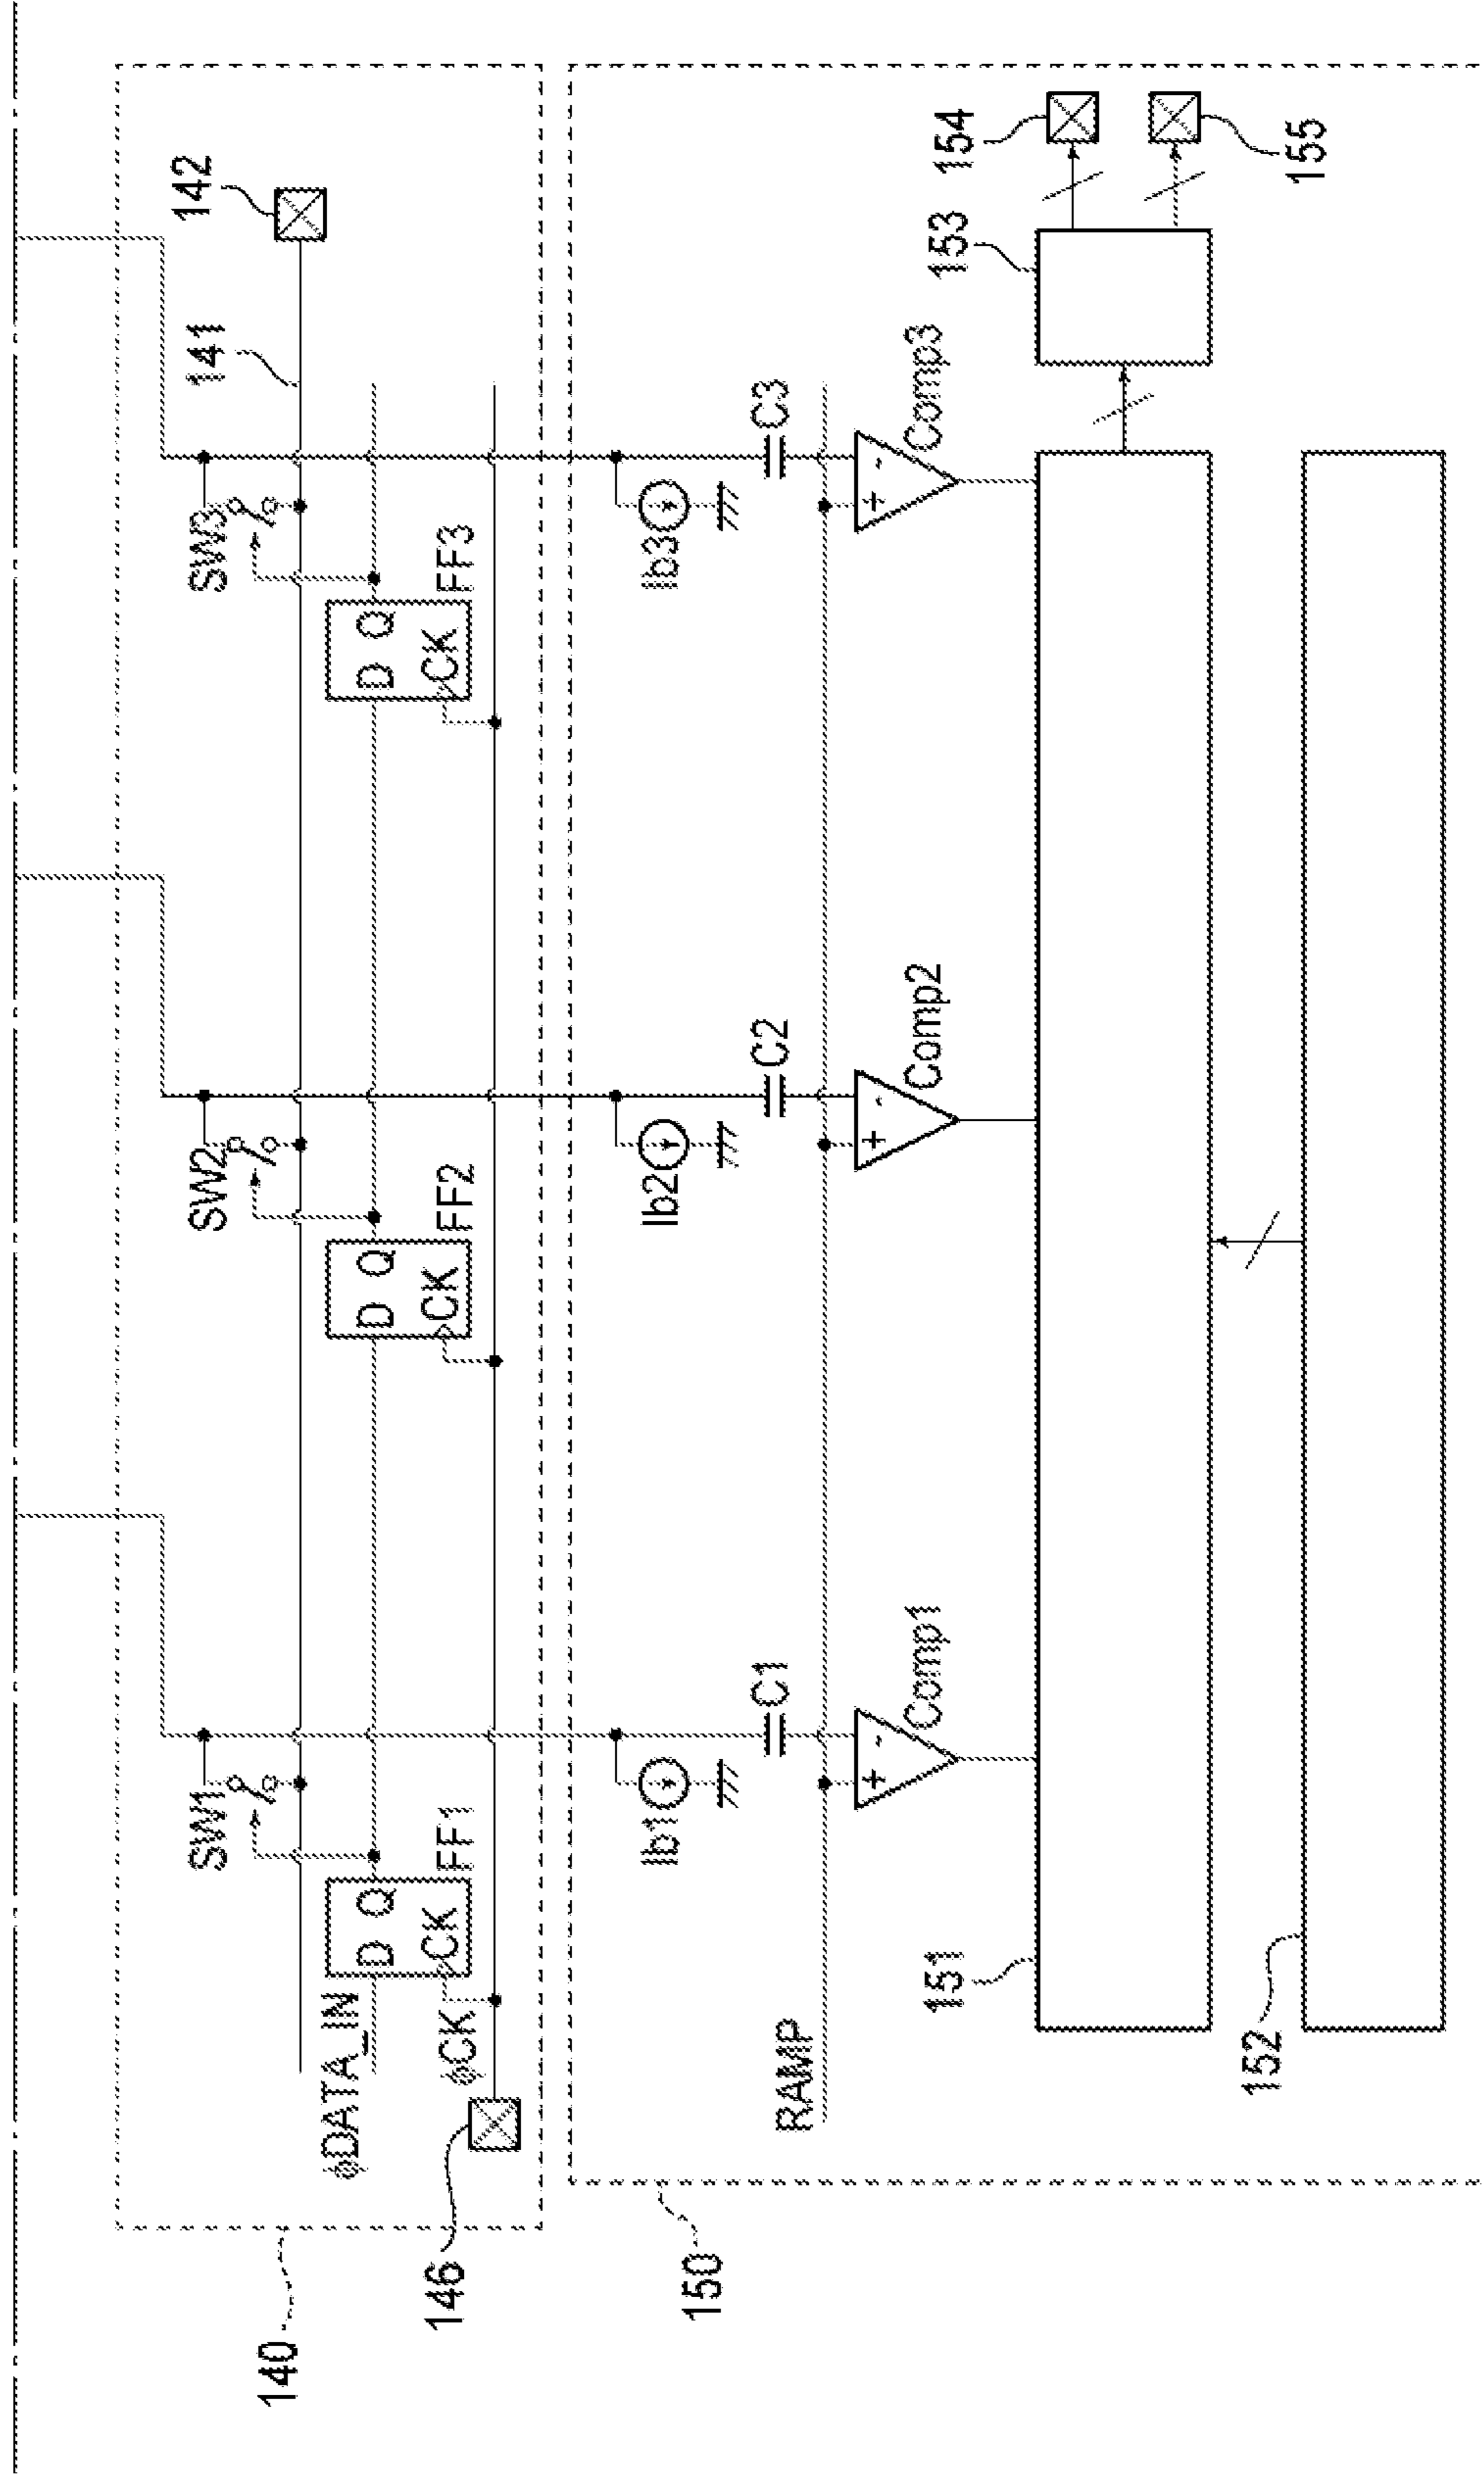 142
141
SW1
SW2
SW3
D Q
CK
FF1
D Q
CK
FF2
D Q
CK
FF3
ϕDATA_IN
ϕCK
146
140
Ib1
Ib2
Ib3
C1
C2
C3
RAMP
+ -
Comp1
+ -
Comp2
+ -
Comp3
150
151
152
153
154
155